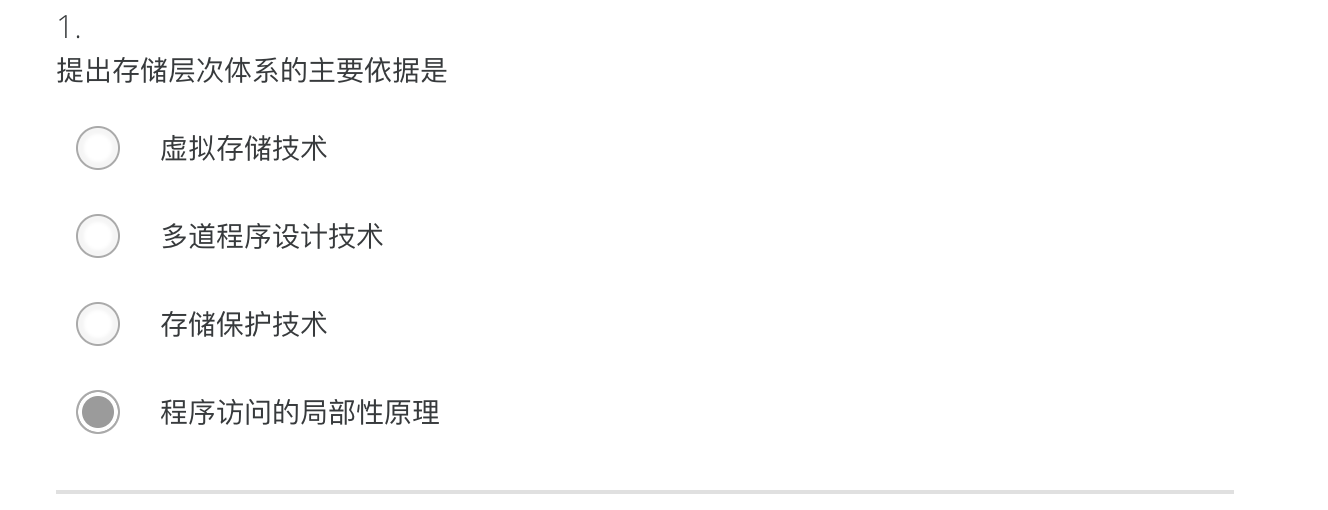 1.
提出存储层次体系的主要依据是
虚拟存储技术
多道程序设计技术
存储保护技术
程序访问的局部性原理